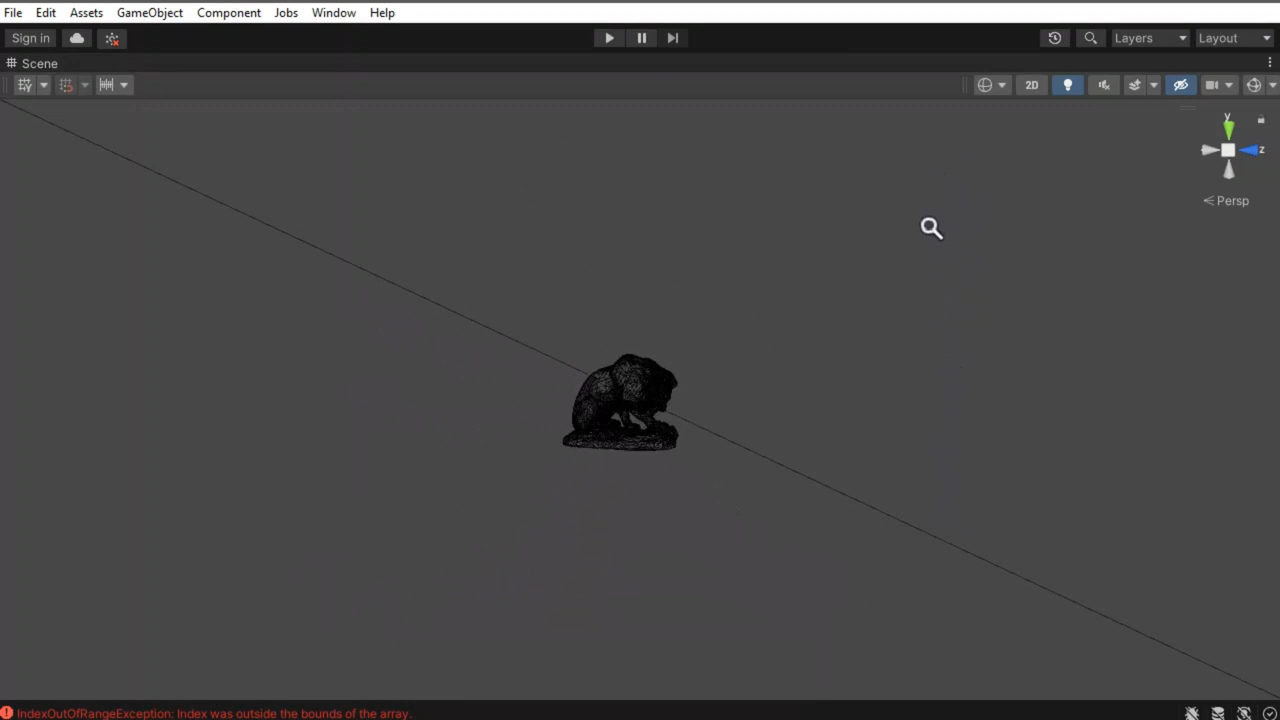 File Edit Assets GameObject Component Jobs Window Help
Sign in Layers Layout
Scene
2D
y
z
Persp
IndexOutOfRangeException: Index was outside the bounds of the array.